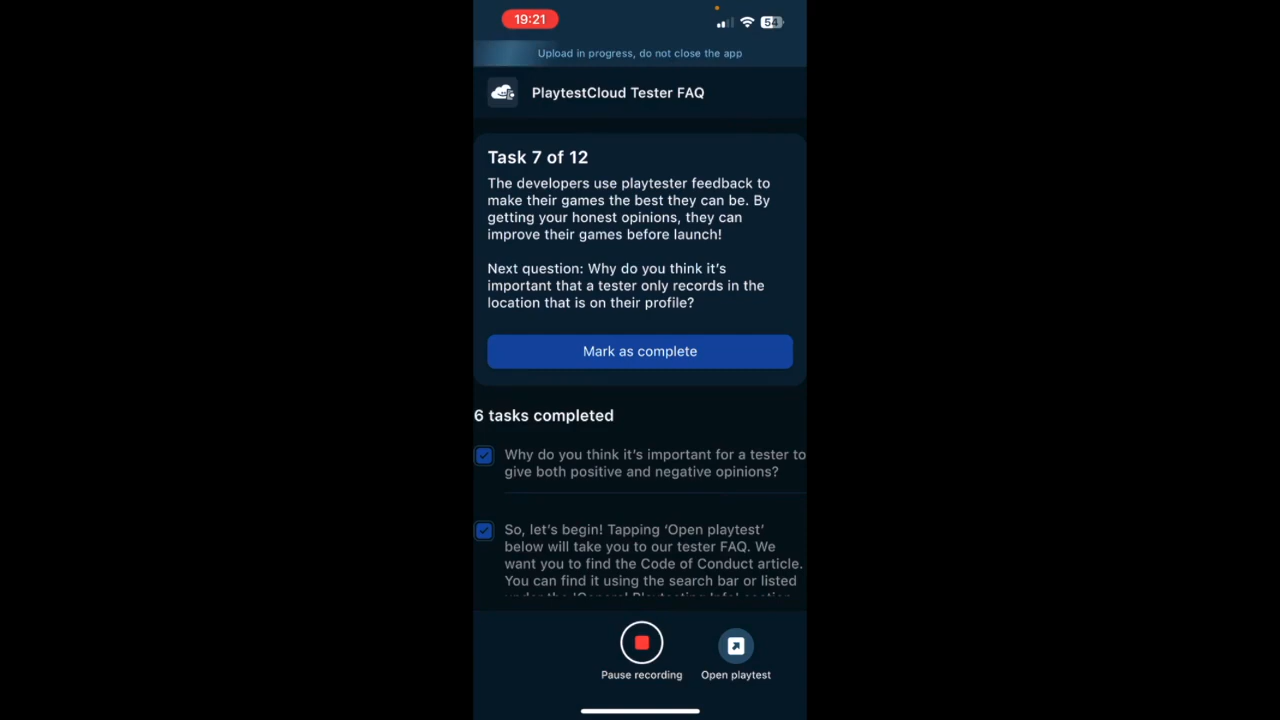 19:21
54
Upload in progress, do not close the app
PlaytestCloud Tester FAQ
Task 7 of 12
The developers use playtester feedback to
make their games the best they can be. By
getting your honest opinions, they can
improve their games before launch!
Next question: Why do you think it's
important that a tester only records in the
location that is on their profile?
Mark as complete
6 tasks completed
Why do you think it's important for a tester to
give both positive and negative opinions?
So, let's begin! Tapping ‘Open playtest’
below will take you to our tester FAQ. We
want you to find the Code of Conduct article.
You can find it using the search bar or listed
under the 'General Playtesting Info' section
Pause recording
Open playtest